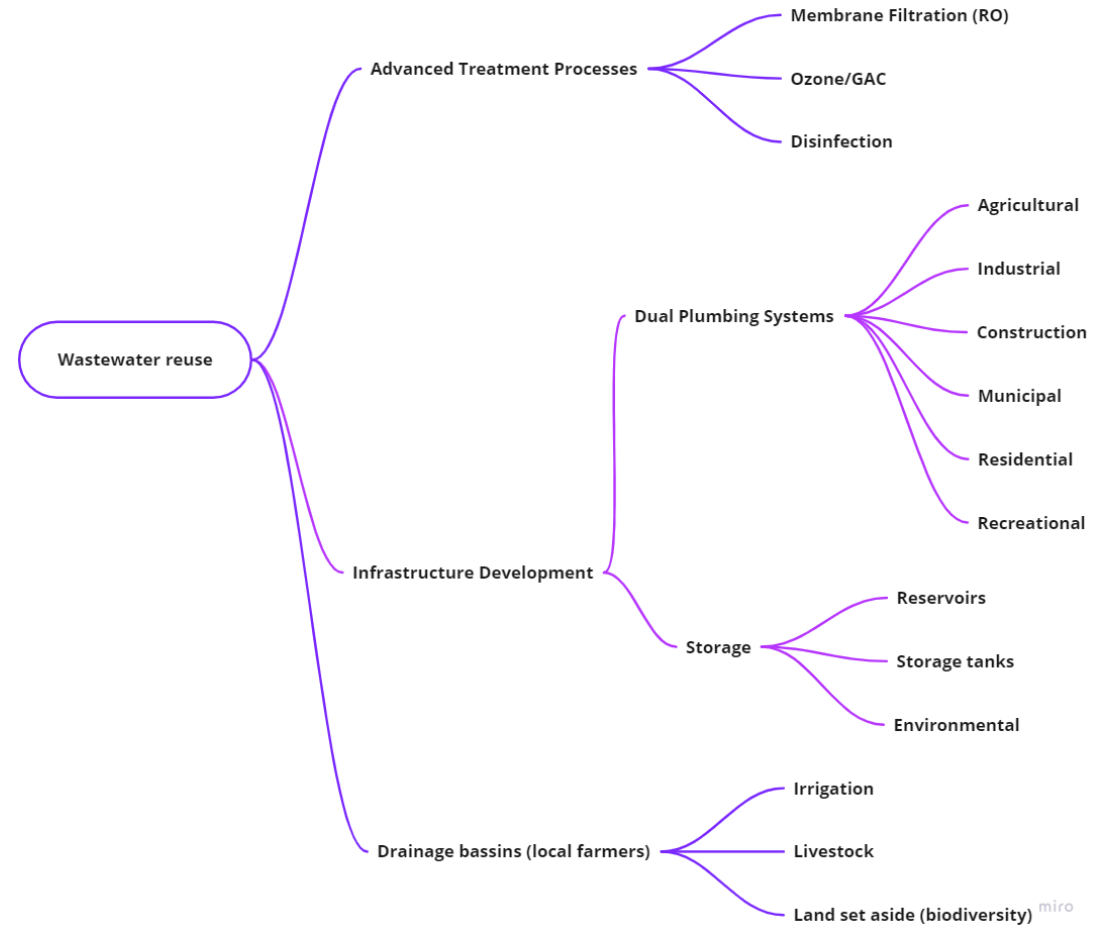 Wastewater reuse
Advanced Treatment Processes
Membrane Filtration (RO)
Ozone/GAC
Disinfection
Infrastructure Development
Dual Plumbing Systems
Agricultural
Industrial
Construction
Municipal
Residential
Recreational
Storage
Reservoirs
Storage tanks
Environmental
Drainage bassins (local farmers)
Irrigation
Livestock
Land set aside (biodiversity)
miro